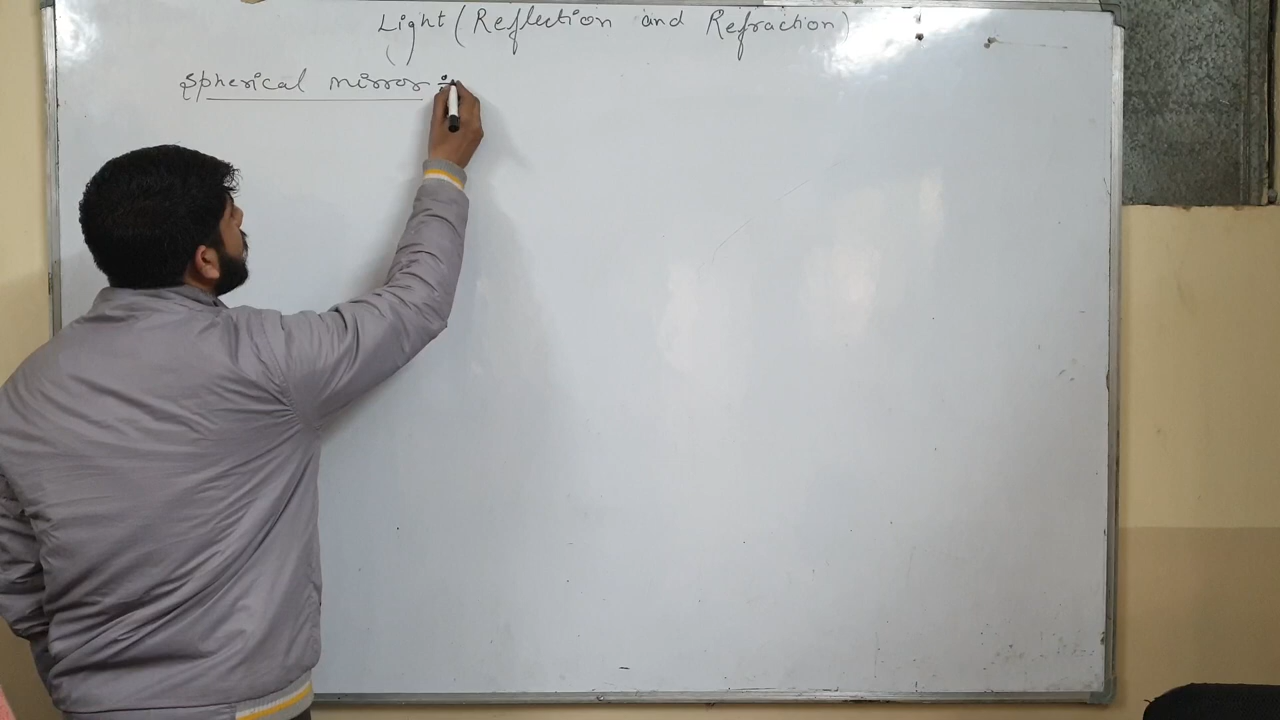 Light (Reflection and Refraction)
Spherical mirror :-